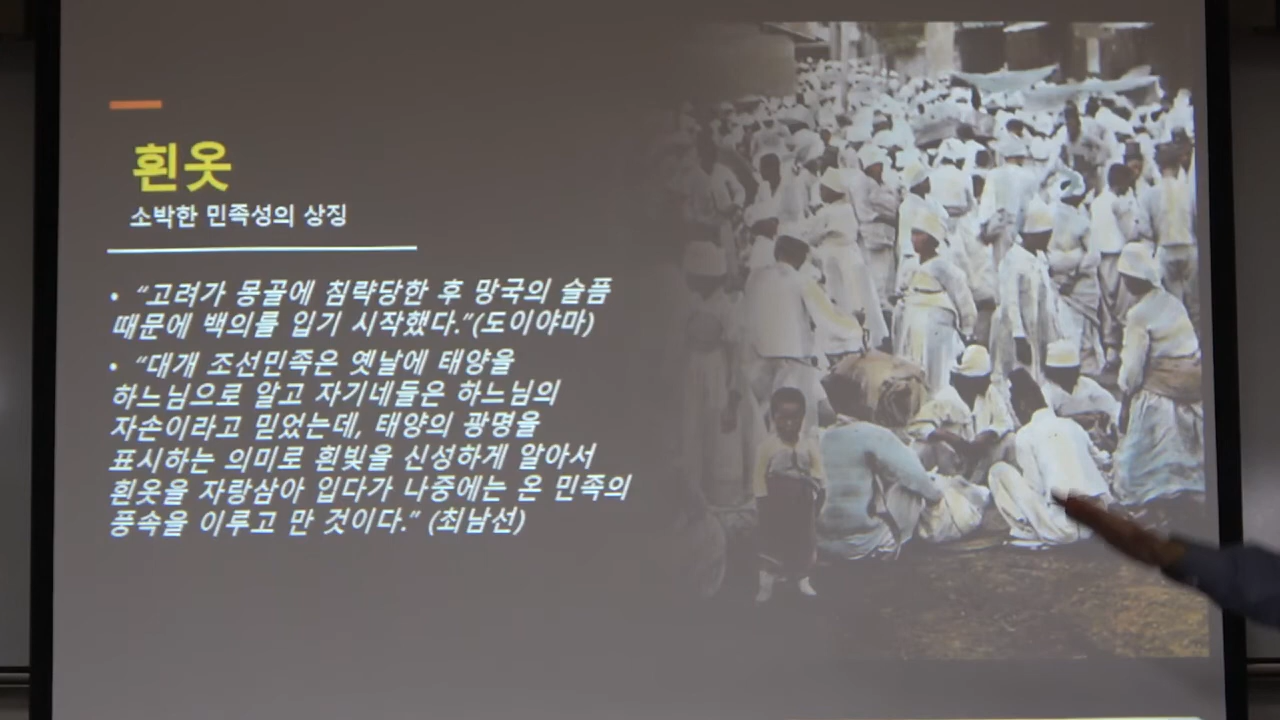 흰옷
소박한 민족성의 상징
• “고려가 몽골에 침략당한 후 망국의 슬픔
때문에 백의를 입기 시작했다.”(도이야마)
• “대개 조선민족은 옛날에 태양을
하느님으로 알고 자기네들은 하느님의
자손이라고 믿었는데, 태양의 광명을
표시하는 의미로 흰빛을 신성하게 알아서
흰옷을 자랑삼아 입다가 나중에는 온 민족의
풍속을 이루고 만 것이다.” (최남선)